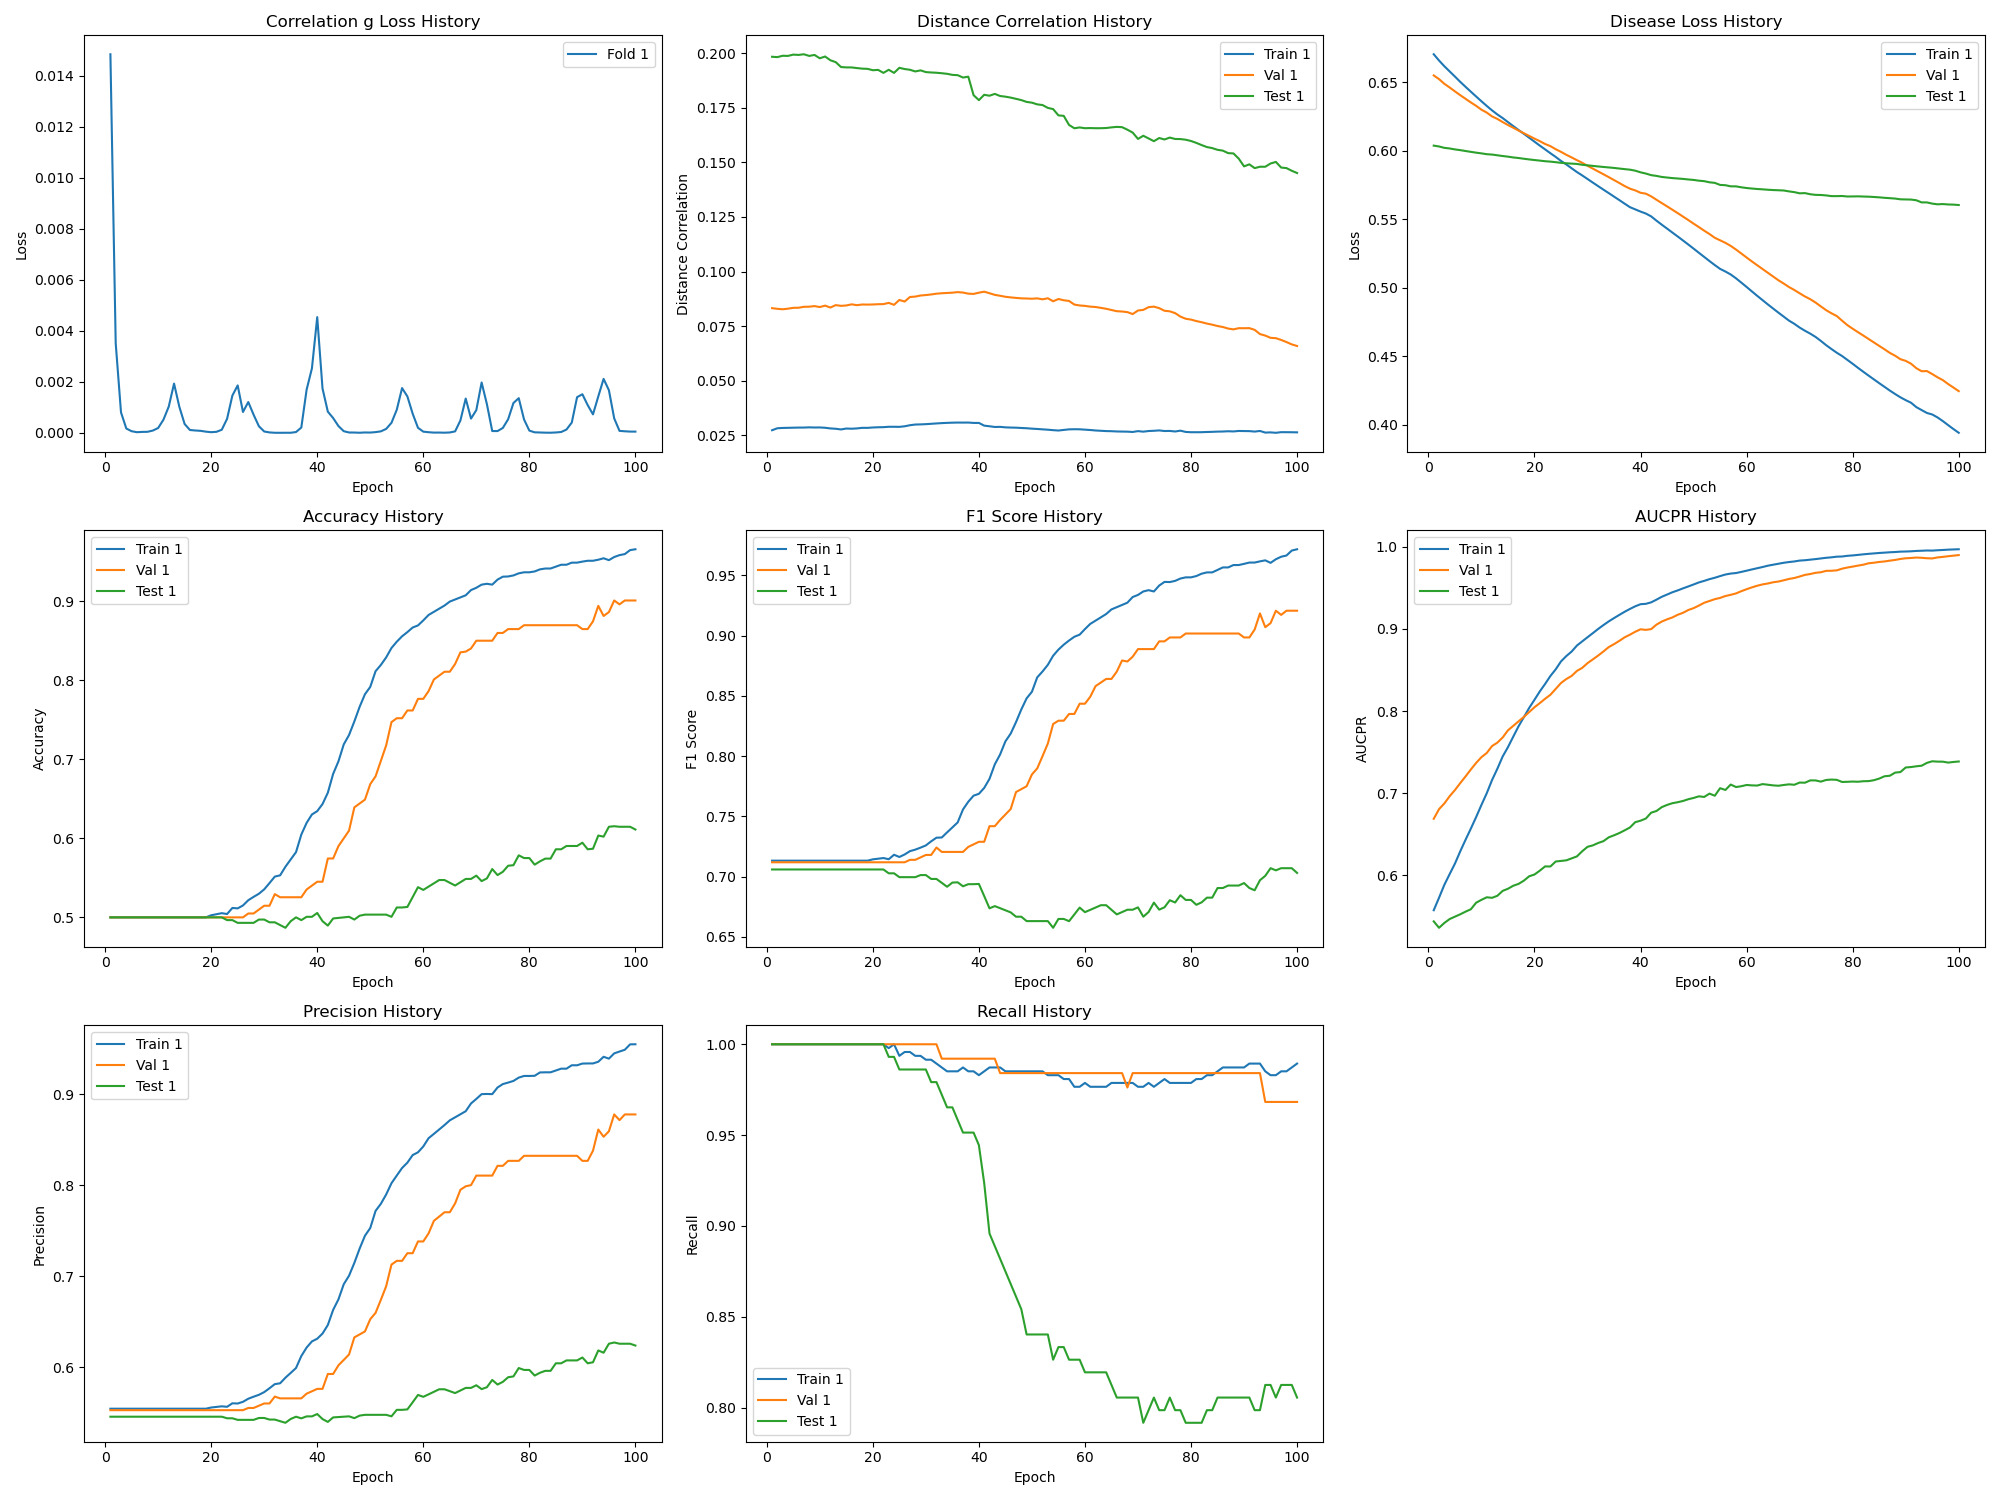 Correlation g Loss History
Fold 1
0.014
0.012
0.010
0.008
0.006
0.004
0.002
0.000
Loss
0 20 40 60 80 100
Epoch
Distance Correlation History
Train 1
Val 1
Test 1
0.200
0.175
0.150
0.125
0.100
0.075
0.050
0.025
Distance Correlation
0 20 40 60 80 100
Epoch
Disease Loss History
Train 1
Val 1
Test 1
0.65
0.60
0.55
0.50
0.45
0.40
Loss
0 20 40 60 80 100
Epoch
Accuracy History
Train 1
Val 1
Test 1
0.9
0.8
0.7
0.6
0.5
Accuracy
0 20 40 60 80 100
Epoch
F1 Score History
Train 1
Val 1
Test 1
0.95
0.90
0.85
0.80
0.75
0.70
0.65
F1 Score
0 20 40 60 80 100
Epoch
AUCPR History
Train 1
Val 1
Test 1
1.0
0.9
0.8
0.7
0.6
AUCPR
0 20 40 60 80 100
Epoch
Precision History
Train 1
Val 1
Test 1
0.9
0.8
0.7
0.6
Precision
0 20 40 60 80 100
Epoch
Recall History
1.00
0.95
0.90
0.85
0.80
Recall
Train 1
Val 1
Test 1
0 20 40 60 80 100
Epoch